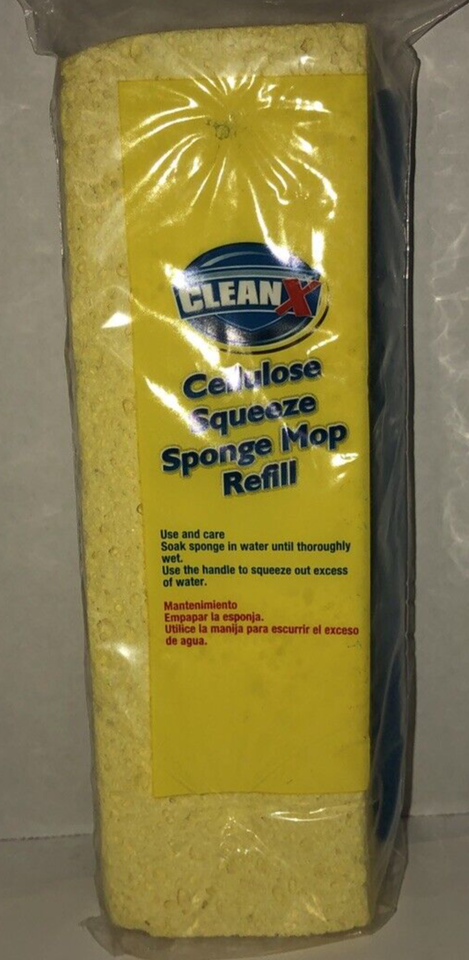 CLEAN X
Cellulose
Squeeze
Sponge Mop
Refill
Use and care
Soak sponge in water until thoroughly
wet.
Use the handle to squeeze out excess
of water.
Mantenimiento
Empapar la esponja.
Utilice la manija para escurrir el exceso
de agua.